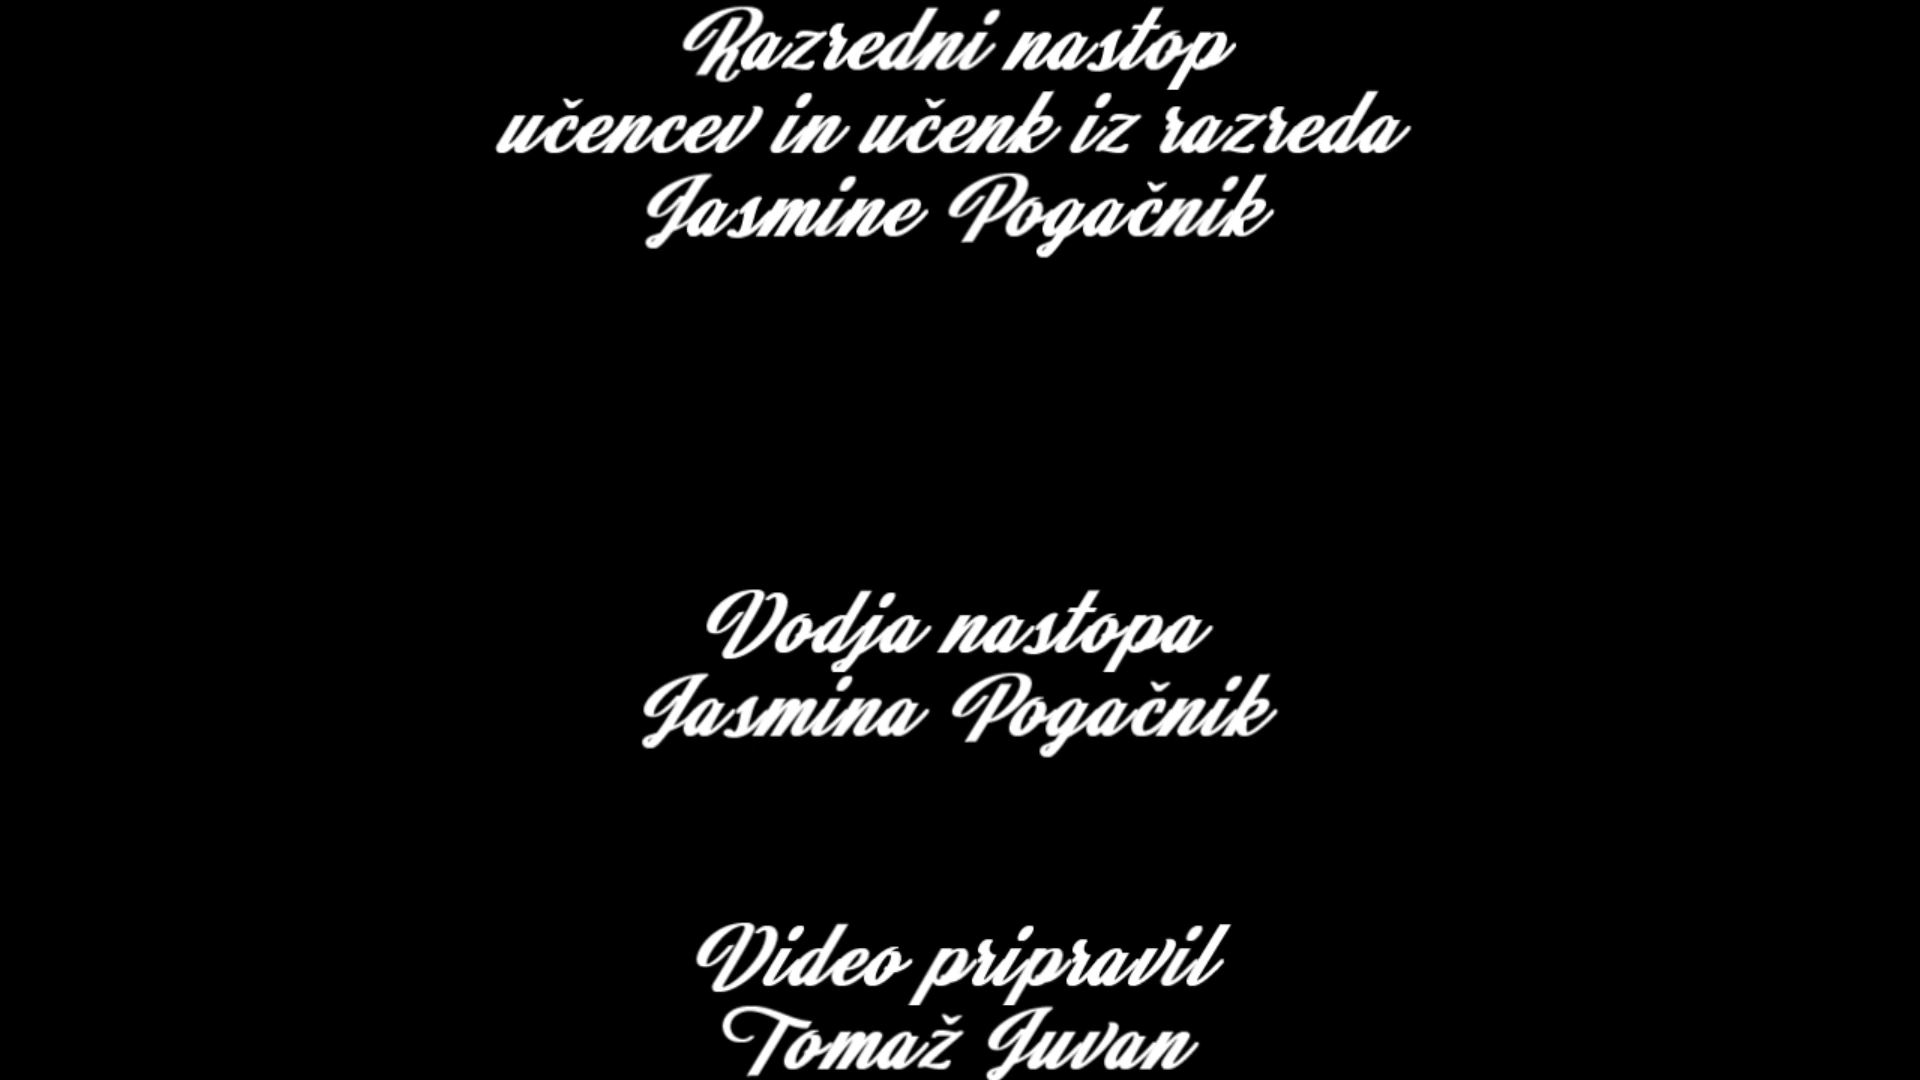 Razredni nastop
učencev in učenk iz razreda
Jasmine Pogačnik
Vodja nastopa
Jasmina Pogačnik
Video pripravil
Tomaž Juvan